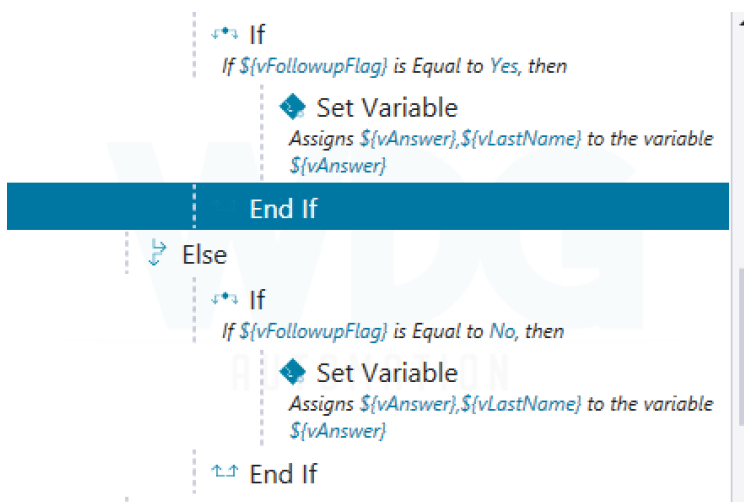 If
If ${vFollowupFlag} is Equal to Yes, then
Set Variable
Assigns ${vAnswer},${vLastName} to the variable
${vAnswer}
End If
Else
If
If ${vFollowupFlag} is Equal to No, then
Set Variable
Assigns ${vAnswer},${vLastName} to the variable
${vAnswer}
End If
WDG
AUTOMATION